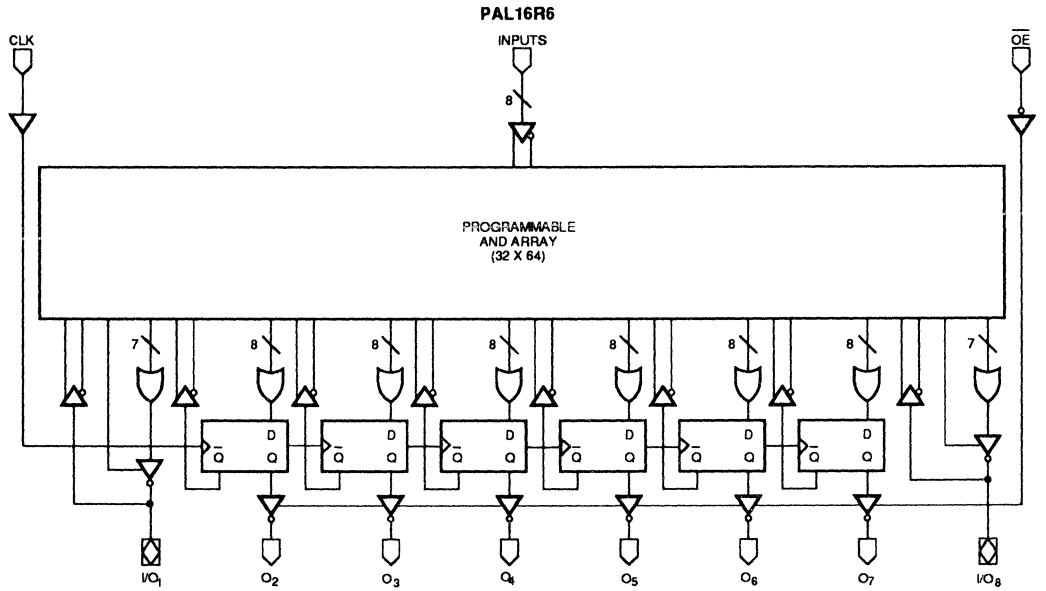 PAL16R6
CLK
INPUTS
OE
8
PROGRAMMABLE
AND ARRAY
(32 X 64)
7 8 8 8 8 8 8 7
D D D D D D
Q Q Q Q Q Q Q Q Q Q Q Q
I/O1 O2 O3 O4 O5 O6 O7 I/O8